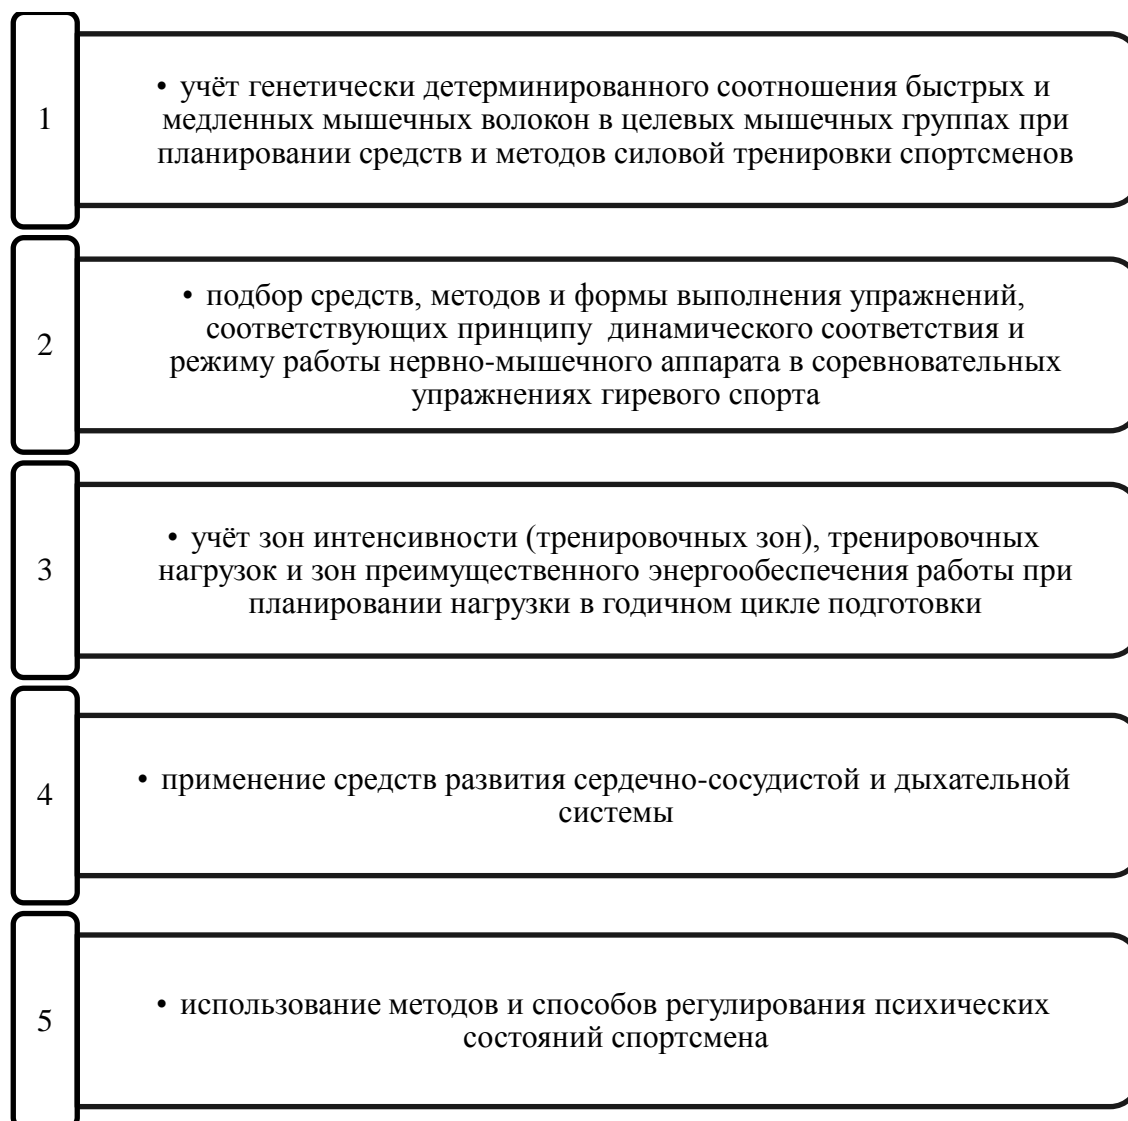 1
• учёт генетически детерминированного соотношения быстрых и
медленных мышечных волокон в целевых мышечных группах при
планировании средств и методов силовой тренировки спортсменов
2
• подбор средств, методов и формы выполнения упражнений,
соответствующих принципу динамического соответствия и
режиму работы нервно-мышечного аппарата в соревновательных
упражнениях гиревого спорта
3
• учёт зон интенсивности (тренировочных зон), тренировочных
нагрузок и зон преимущественного энергообеспечения работы при
планировании нагрузки в годичном цикле подготовки
4
• применение средств развития сердечно-сосудистой и дыхательной
системы
5
• использование методов и способов регулирования психических
состояний спортсмена